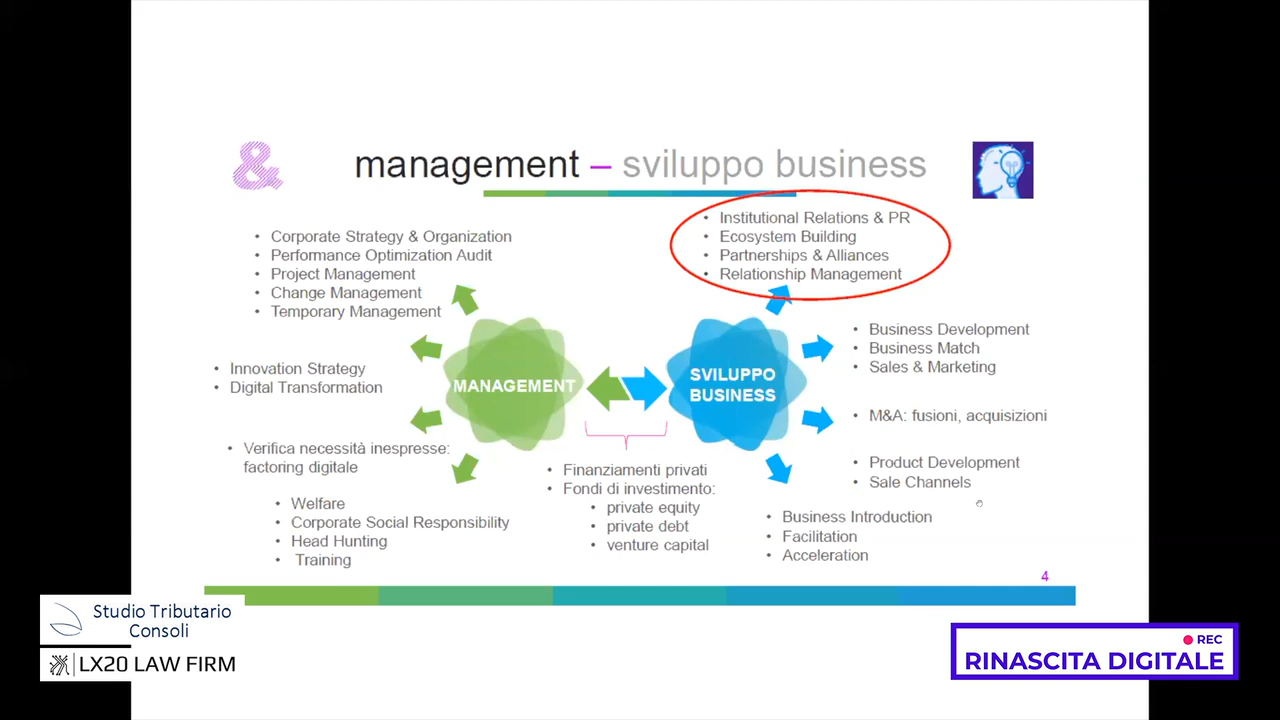 &
management – sviluppo business
• Corporate Strategy & Organization
• Performance Optimization Audit
• Project Management
• Change Management
• Temporary Management
• Innovation Strategy
• Digital Transformation
• Verifica necessità inespresse:
factoring digitale
• Welfare
• Corporate Social Responsibility
• Head Hunting
• Training
MANAGEMENT
• Finanziamenti privati
• Fondi di investimento:
• private equity
• private debt
• venture capital
SVILUPPO
BUSINESS
• Institutional Relations & PR
• Ecosystem Building
• Partnerships & Alliances
• Relationship Management
• Business Development
• Business Match
• Sales & Marketing
• M&A: fusioni, acquisizioni
• Product Development
• Sale Channels
• Business Introduction
• Facilitation
• Acceleration
4
Studio Tributario
Consoli
LX20 LAW FIRM
REC
RINASCITA DIGITALE